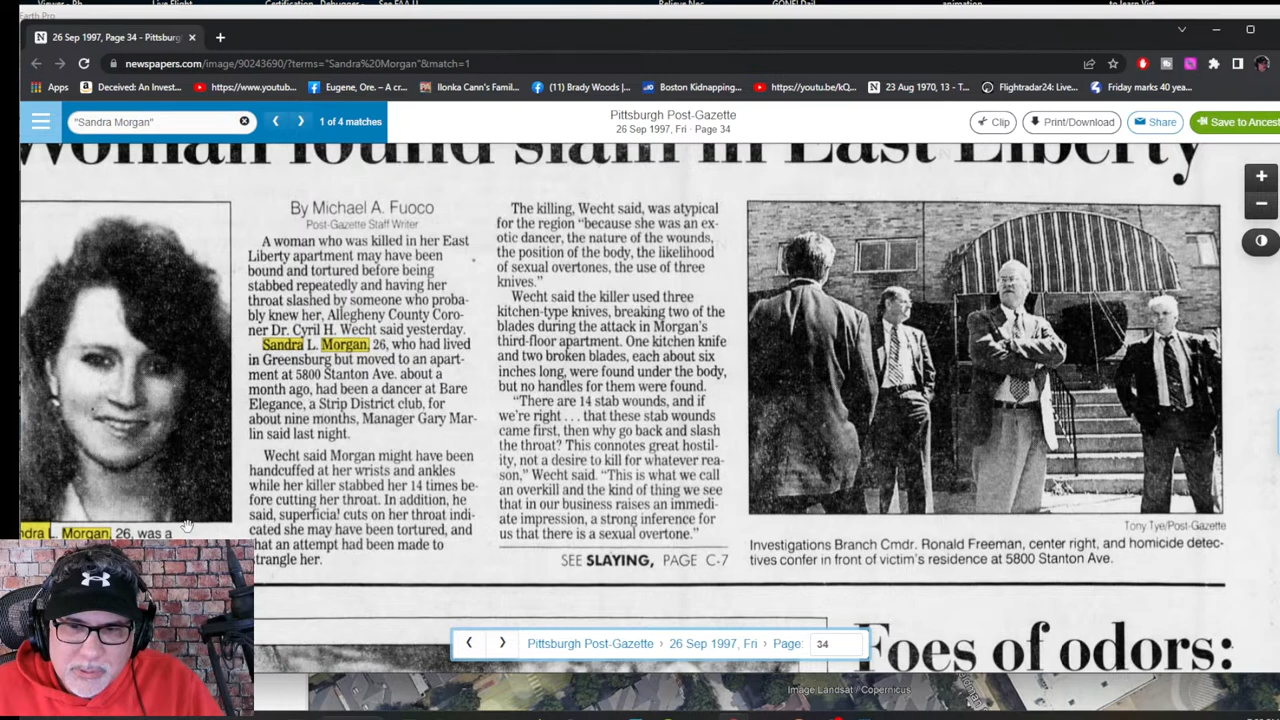 Earth Pro
26 Sep 1997, Page 34 - Pittsburg
newspapers.com/image/90243690/?terms="Sandra%20Morgan"&match=1
Apps Deceived: An Invest... https://www.youtub... Eugene, Ore. – A cr... Ilonka Cann's Famil... (11) Brady Woods |... Boston Kidnapping... https://youtu.be/kQ... 23 Aug 1970, 13 - T... Flightradar24: Live... Friday marks 40 yea...
"Sandra Morgan"
1 of 4 matches
Pittsburgh Post-Gazette
26 Sep 1997, Fri · Page 34
Clip
Print/Download
Share
Save to Ancest
Woman found slain in East Liberty
By Michael A. Fuoco
Post-Gazette Staff Writer
A woman who was killed in her East
Liberty apartment may have been
bound and tortured before being
stabbed repeatedly and having her
throat slashed by someone who proba-
bly knew her, Allegheny County Coro-
ner Dr. Cyril H. Wecht said yesterday.
Sandra L. Morgan, 26, who had lived
in Greensburg but moved to an apart-
ment at 5800 Stanton Ave. about a
month ago, had been a dancer at Bare
Elegance, a Strip District club, for
about nine months, Manager Gary Mar-
lin said last night.
Wecht said Morgan might have been
handcuffed at her wrists and ankles
while her killer stabbed her 14 times be-
fore cutting her throat. In addition, he
said, superficial cuts on her throat indi-
cated she may have been tortured, and
that an attempt had been made to
strangle her.
The killing, Wecht said, was atypical
for the region "because she was an ex-
otic dancer, the nature of the wounds,
the position of the body, the likelihood
of sexual overtones, the use of three
knives."
Wecht said the killer used three
kitchen-type knives, breaking two of the
blades during the attack in Morgan's
third-floor apartment. One kitchen knife
and two broken blades, each about six
inches long, were found under the body,
but no handles for them were found.
"There are 14 stab wounds, and if
we're right . . . that these stab wounds
came first, then why go back and slash
the throat? This connotes great hostil-
ity, not a desire to kill for whatever rea-
son," Wecht said. "This is what we call
an overkill and the kind of thing we see
that in our business raises an immedi-
ate impression, a strong inference for
us that there is a sexual overtone."
SEE SLAYING, PAGE C-7
Tony Tye/Post-Gazette
Investigations Branch Cmdr. Ronald Freeman, center right, and homicide detec-
tives confer in front of victim's residence at 5800 Stanton Ave.
ndra L. Morgan, 26, was a
Pittsburgh Post-Gazette › 26 Sep 1997, Fri › Page: 34
Foes of odors:
Image Landsat / Copernicus